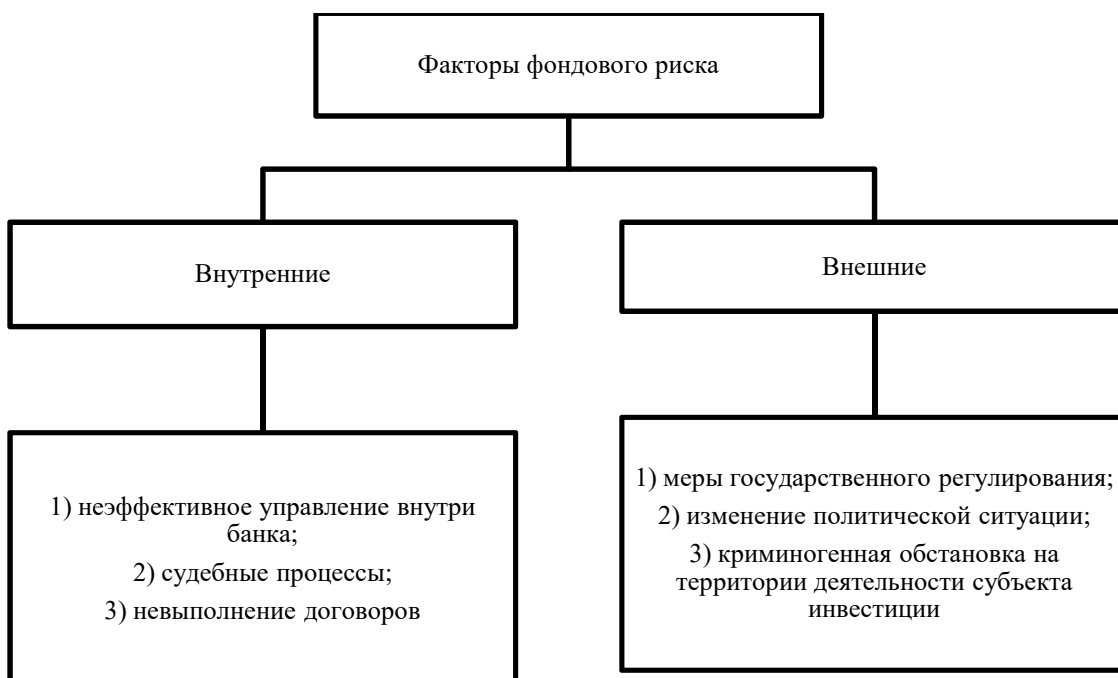 Факторы фондового риска
Внутренние
Внешние
1) неэффективное управление внутри
банка;
2) судебные процессы;
3) невыполнение договоров
1) меры государственного регулирования;
2) изменение политической ситуации;
3) криминогенная обстановка на
территории деятельности субъекта
инвестиции